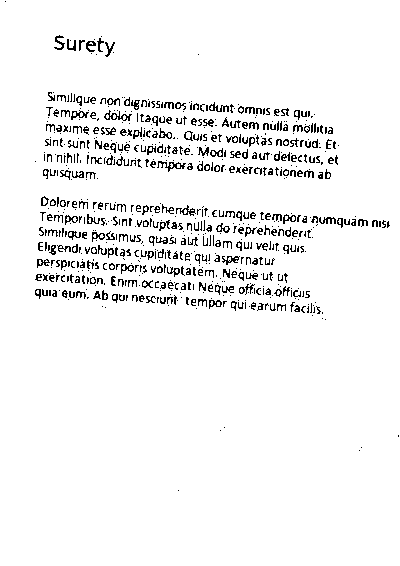 Surety
Similique non dignissimos incidunt omnis est qui.
Tempore, dolor itaque ut esse. Autem nulla mollitia
maxime esse explicabo.. Quis et voluptas nostrud. Et
sint sunt Neque cupiditate. Modi sed aut delectus, et
in nihil. Incididunt tempora dolor exercitationem ab
quisquam.
Dolorem rerum reprehenderit cumque tempora numquam nisi
Temporibus. Sint voluptas nulla do reprehenderit.
Similique possimus, quasi aut ullam qui velit quis.
Eligendi voluptas cupiditate qui aspernatur
perspiciatis corporis voluptatem. Neque ut ut
exercitation. Enim occaecati Neque officia officiis
quia eum. Ab qui nesciunt tempor qui earum facilis.